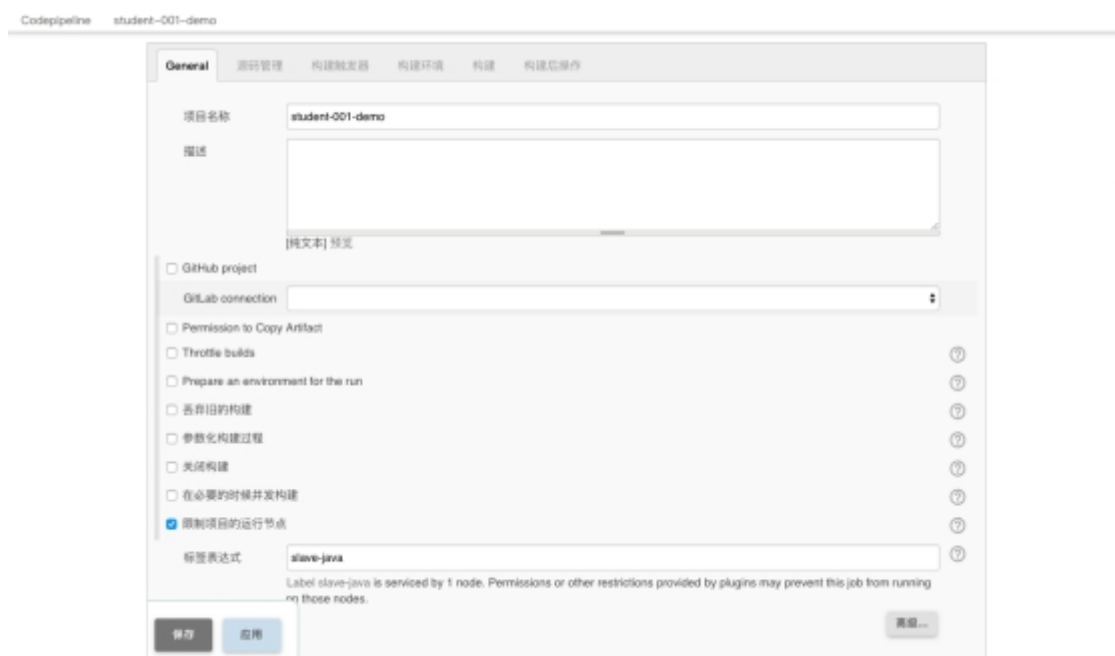 Codepipeline student-001-demo
General 源码管理 构建触发器 构建环境 构建 构建后操作
项目名称 student-001-demo
描述
[纯文本] 预览
GitHub project
GitLab connection
Permission to Copy Artifact
Throttle builds
Prepare an environment for the run
丢弃旧的构建
参数化构建过程
关闭构建
在必要的时候并发构建
限制项目的运行节点
标签表达式 slave-java
Label slave-java is serviced by 1 node. Permissions or other restrictions provided by plugins may prevent this job from running
on those nodes.
高级...
保存 应用